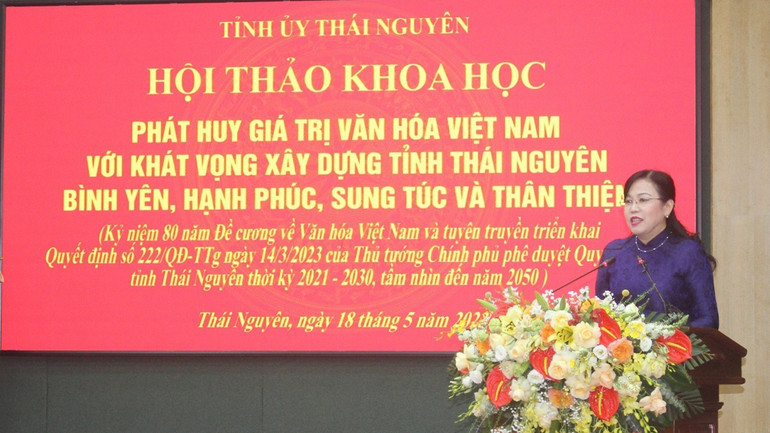 TỈNH ỦY THÁI NGUYÊN
HỘI THẢO KHOA HỌC
PHÁT HUY GIÁ TRỊ VĂN HÓA VIỆT NAM
VỚI KHÁT VỌNG XÂY DỰNG TỈNH THÁI NGUYÊN
BÌNH YÊN, HẠNH PHÚC, SUNG TÚC VÀ THÂN THIỆN
(Kỷ niệm 80 năm Đề cương về Văn hóa Việt Nam và tuyên truyền triển khai
Quyết định số 222/QĐ-TTg ngày 14/3/2023 của Thủ tướng Chính phủ phê duyệt Quy
tỉnh Thái Nguyên thời kỳ 2021 - 2030, tầm nhìn đến năm 2050 )
Thái Nguyên, ngày 18 tháng 5 năm 2023